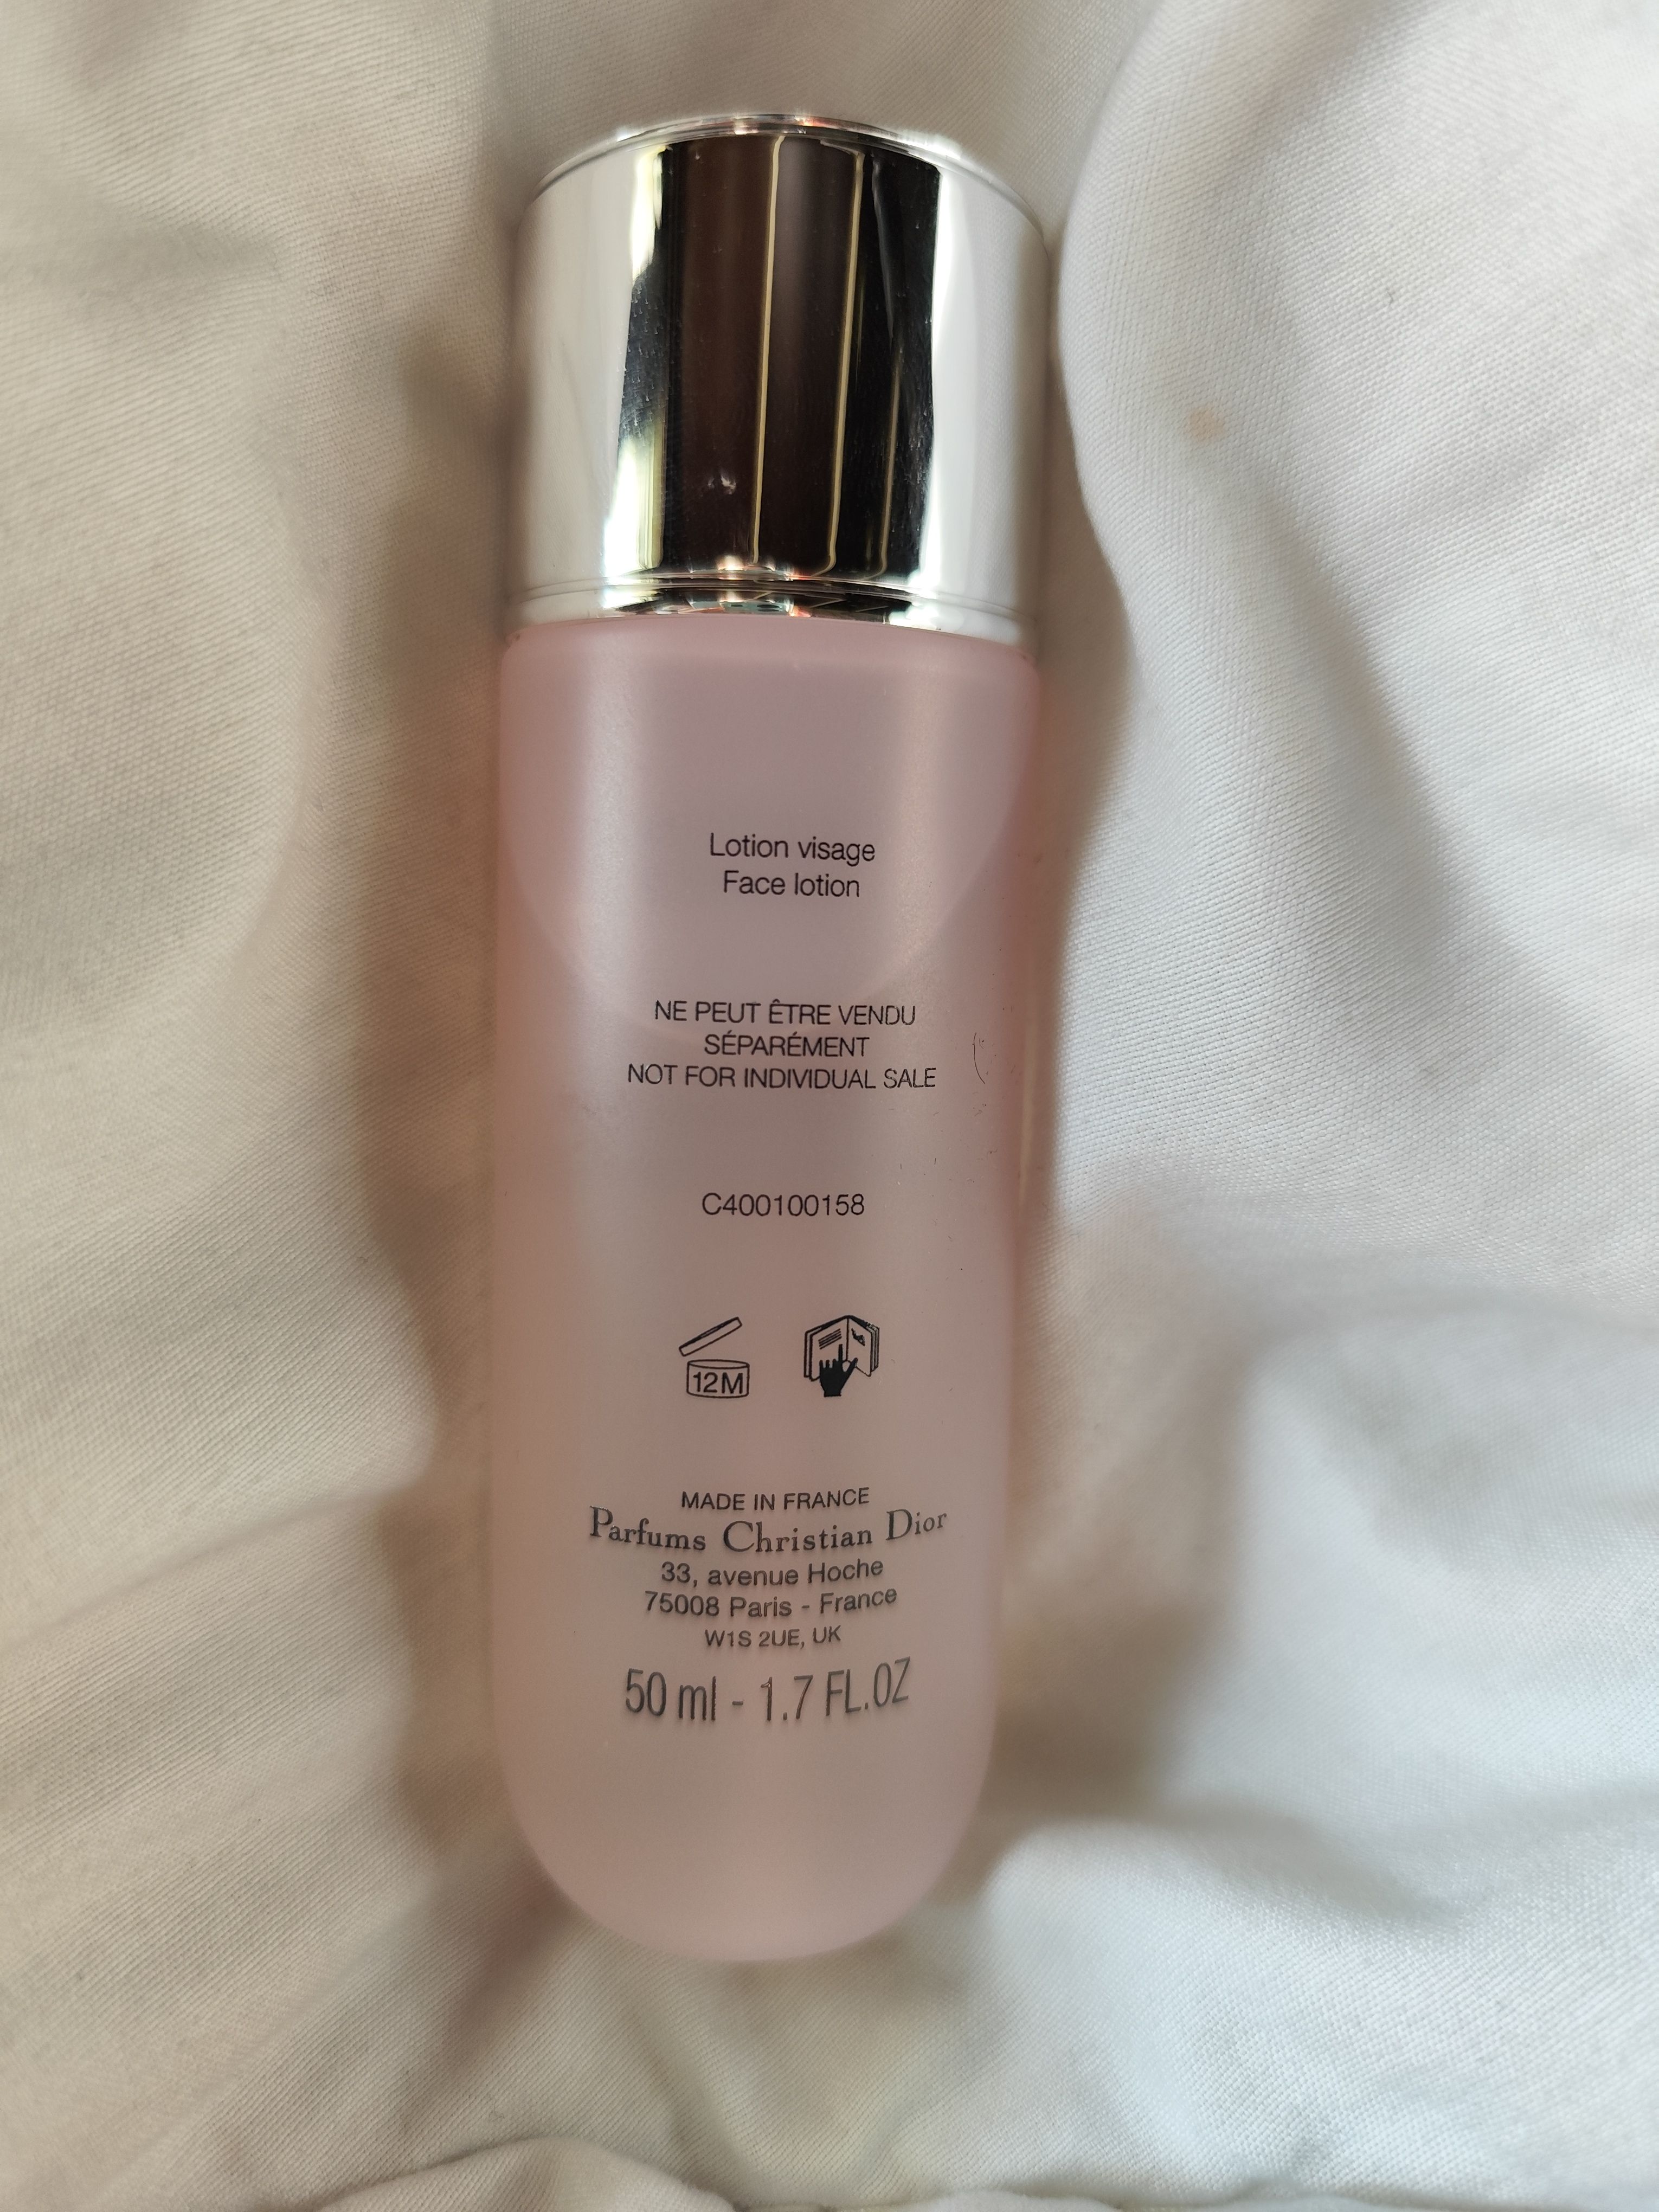 Lotion visage
Face lotion
NE PEUT ÊTRE VENDU
SÉPARÉMENT
NOT FOR INDIVIDUAL SALE
C400100158
12M
MADE IN FRANCE
Parfums Christian Dior
33, avenue Hoche
75008 Paris - France
W1S 2UE, UK
50 ml - 1.7 FL.OZ